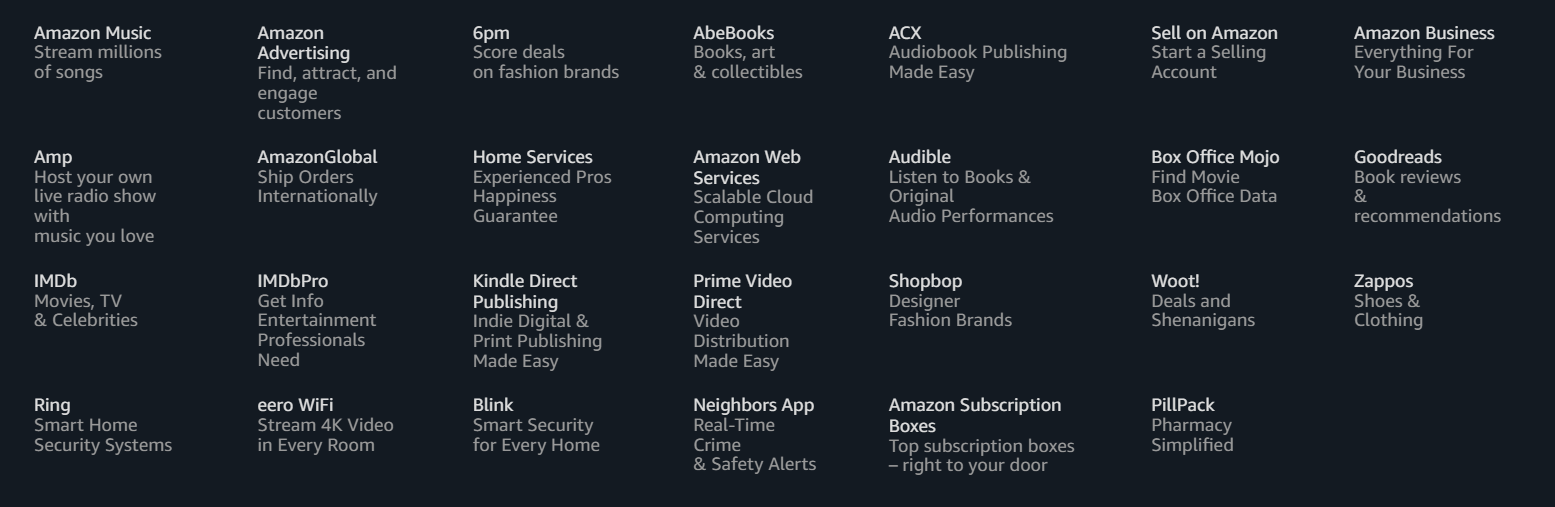 Amazon Music
Stream millions
of songs
Amazon
Advertising
Find, attract, and
engage
customers
6pm
Score deals
on fashion brands
AbeBooks
Books, art
& collectibles
ACX
Audiobook Publishing
Made Easy
Sell on Amazon
Start a Selling
Account
Amazon Business
Everything For
Your Business
Amp
Host your own
live radio show
with
music you love
AmazonGlobal
Ship Orders
Internationally
Home Services
Experienced Pros
Happiness
Guarantee
Amazon Web
Services
Scalable Cloud
Computing
Services
Audible
Listen to Books &
Original
Audio Performances
Box Office Mojo
Find Movie
Box Office Data
Goodreads
Book reviews
&
recommendations
IMDb
Movies, TV
& Celebrities
IMDbPro
Get Info
Entertainment
Professionals
Need
Kindle Direct
Publishing
Indie Digital &
Print Publishing
Made Easy
Prime Video
Direct
Video
Distribution
Made Easy
Shopbop
Designer
Fashion Brands
Woot!
Deals and
Shenanigans
Zappos
Shoes &
Clothing
Ring
Smart Home
Security Systems
eero WiFi
Stream 4K Video
in Every Room
Blink
Smart Security
for Every Home
Neighbors App
Real-Time
Crime
& Safety Alerts
Amazon Subscription
Boxes
Top subscription boxes
– right to your door
PillPack
Pharmacy
Simplified